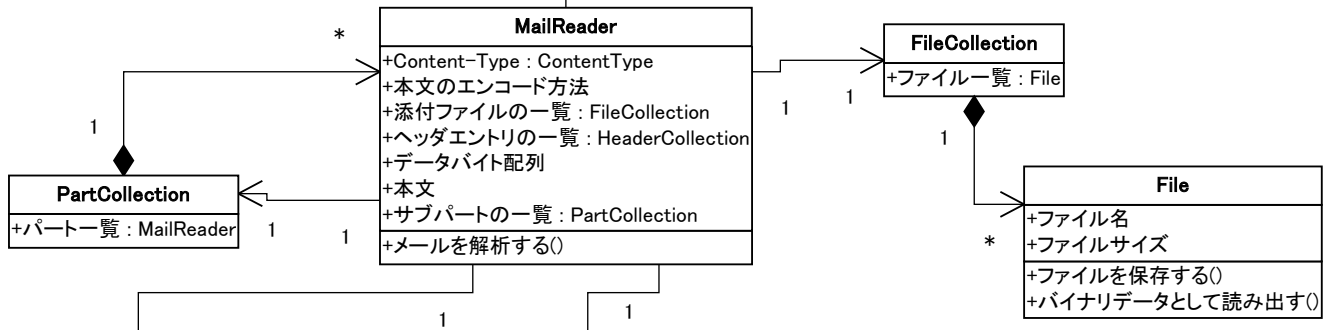 *
MailReader
+Content-Type : ContentType
+本文のエンコード方法
+添付ファイルの一覧 : FileCollection
+ヘッダエントリの一覧 : HeaderCollection
+データバイト配列
+本文
+サブパートの一覧 : PartCollection
+メールを解析する()
FileCollection
+ファイル一覧 : File
1
1
1
1
PartCollection
+パート一覧 : MailReader
1
1
File
+ファイル名
+ファイルサイズ
+ファイルを保存する()
+バイナリデータとして読み出す()
*
1
1